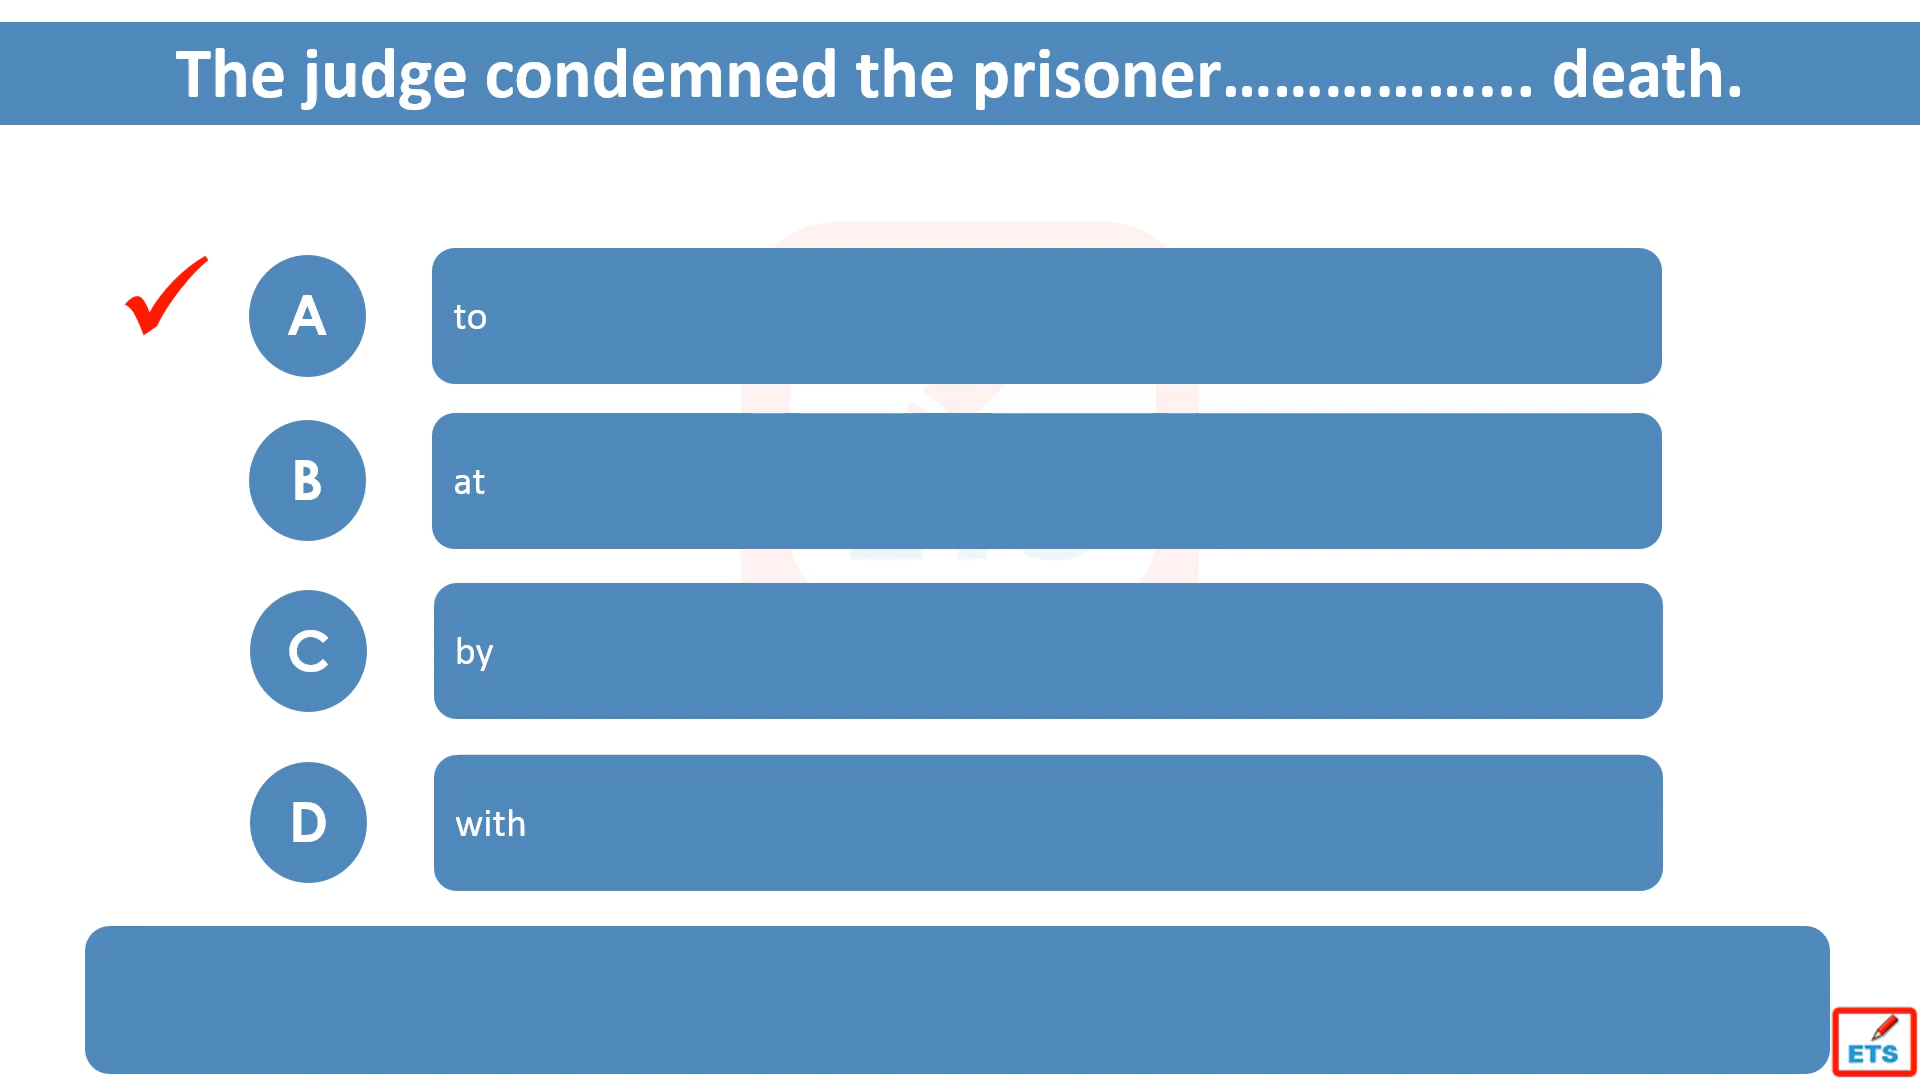 The judge condemned the prisoner…………….... death.
A
to
B
at
C
by
D
with
ETS